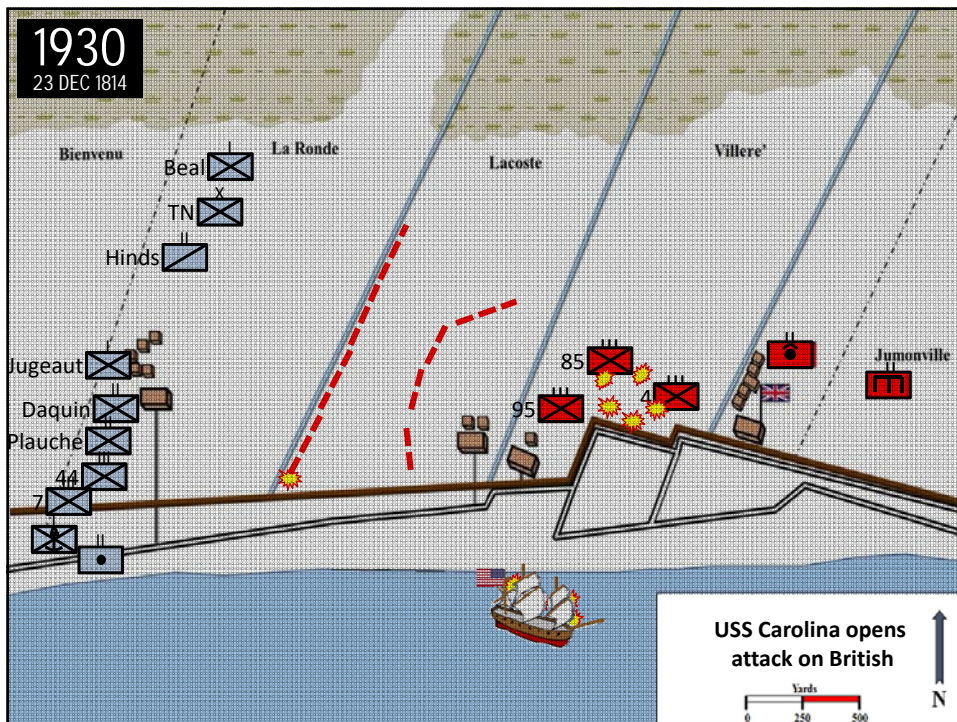 1930
23 DEC 1814
Bienvenu
La Ronde
Lacoste
Villere'
Jumonville
Beal
X
TN
Hinds
Jugeaut
Daquin
Plauche
44
7
85
95
4
USS Carolina opens
attack on British
Yards
0 250 500
N